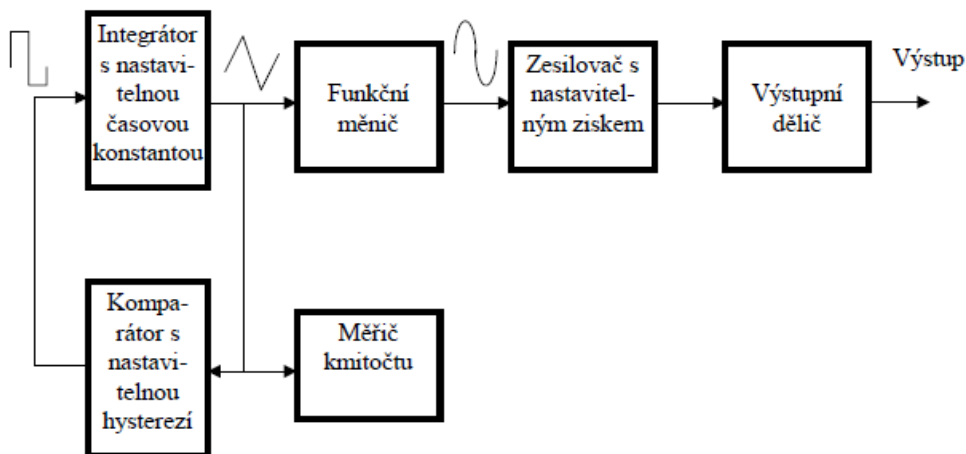 Integrátor
s nastavi-
telnou
časovou
konstantou
Funkční
měnič
Zesilovač s
nastavitel-
ným ziskem
Výstupní
dělič
Výstup
Kompa-
rátor s
nastavi-
telnou
hysterezí
Měřič
kmitočtu